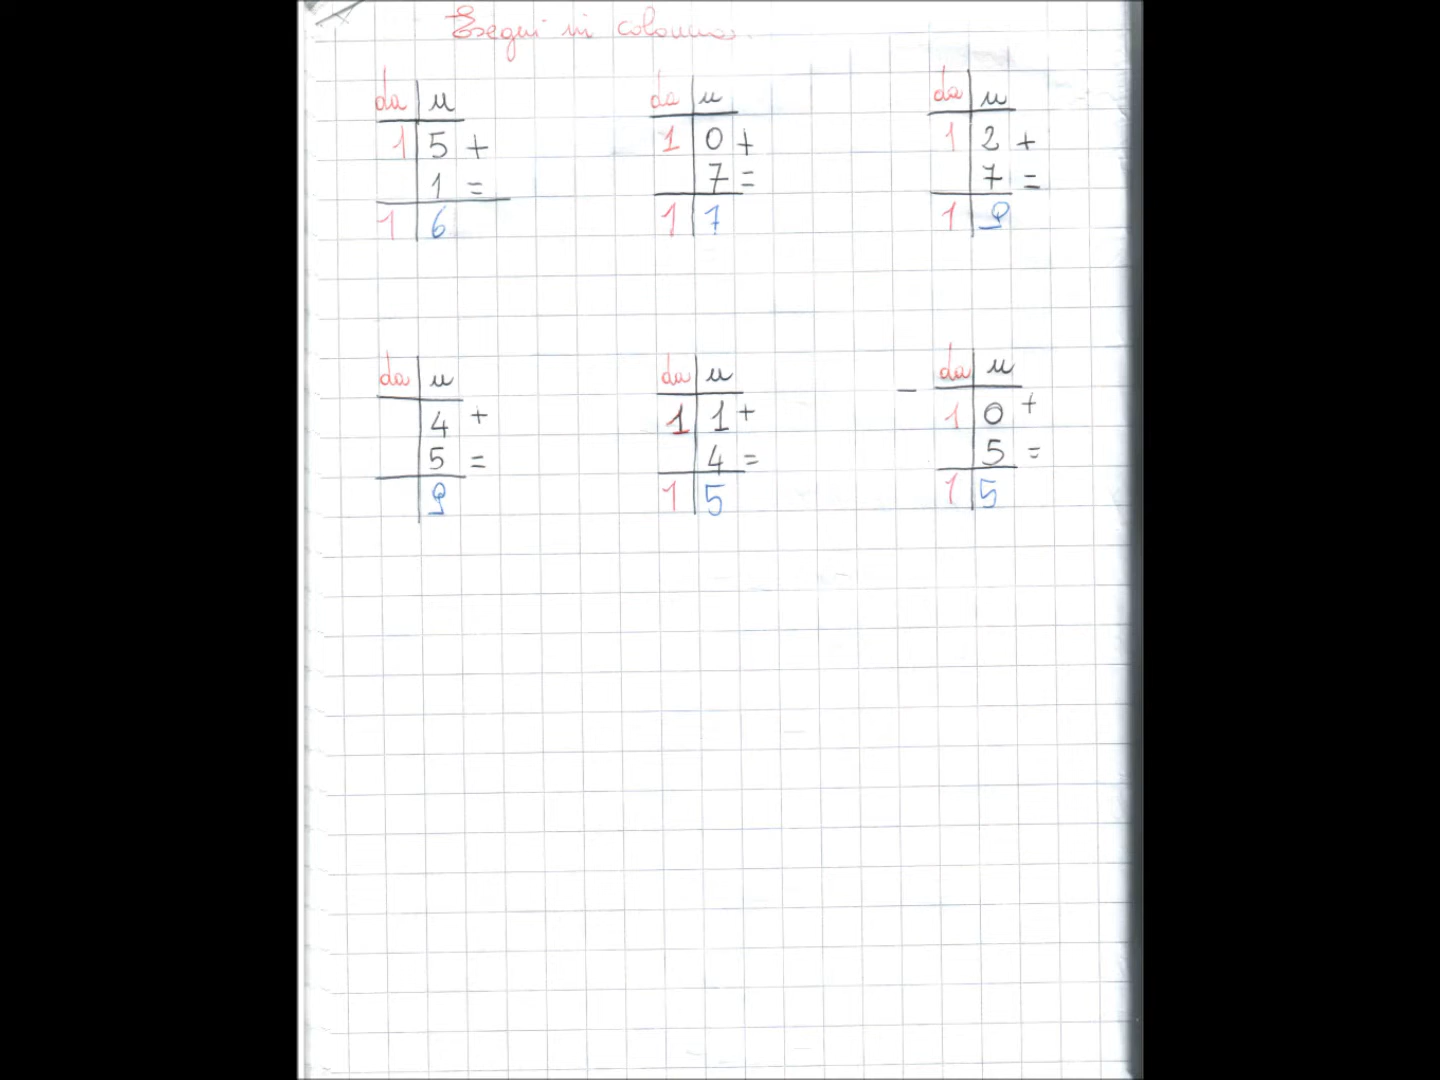 Esegui in colonna.
da u da u da u
1 5 + 1 0 + 1 2 +
1 = 7 = 7 =
1 6 1 7 1 9
da u da u da u
4 + 1 1 + 1 0 +
5 = 4 = 5 =
9 1 5 1 5